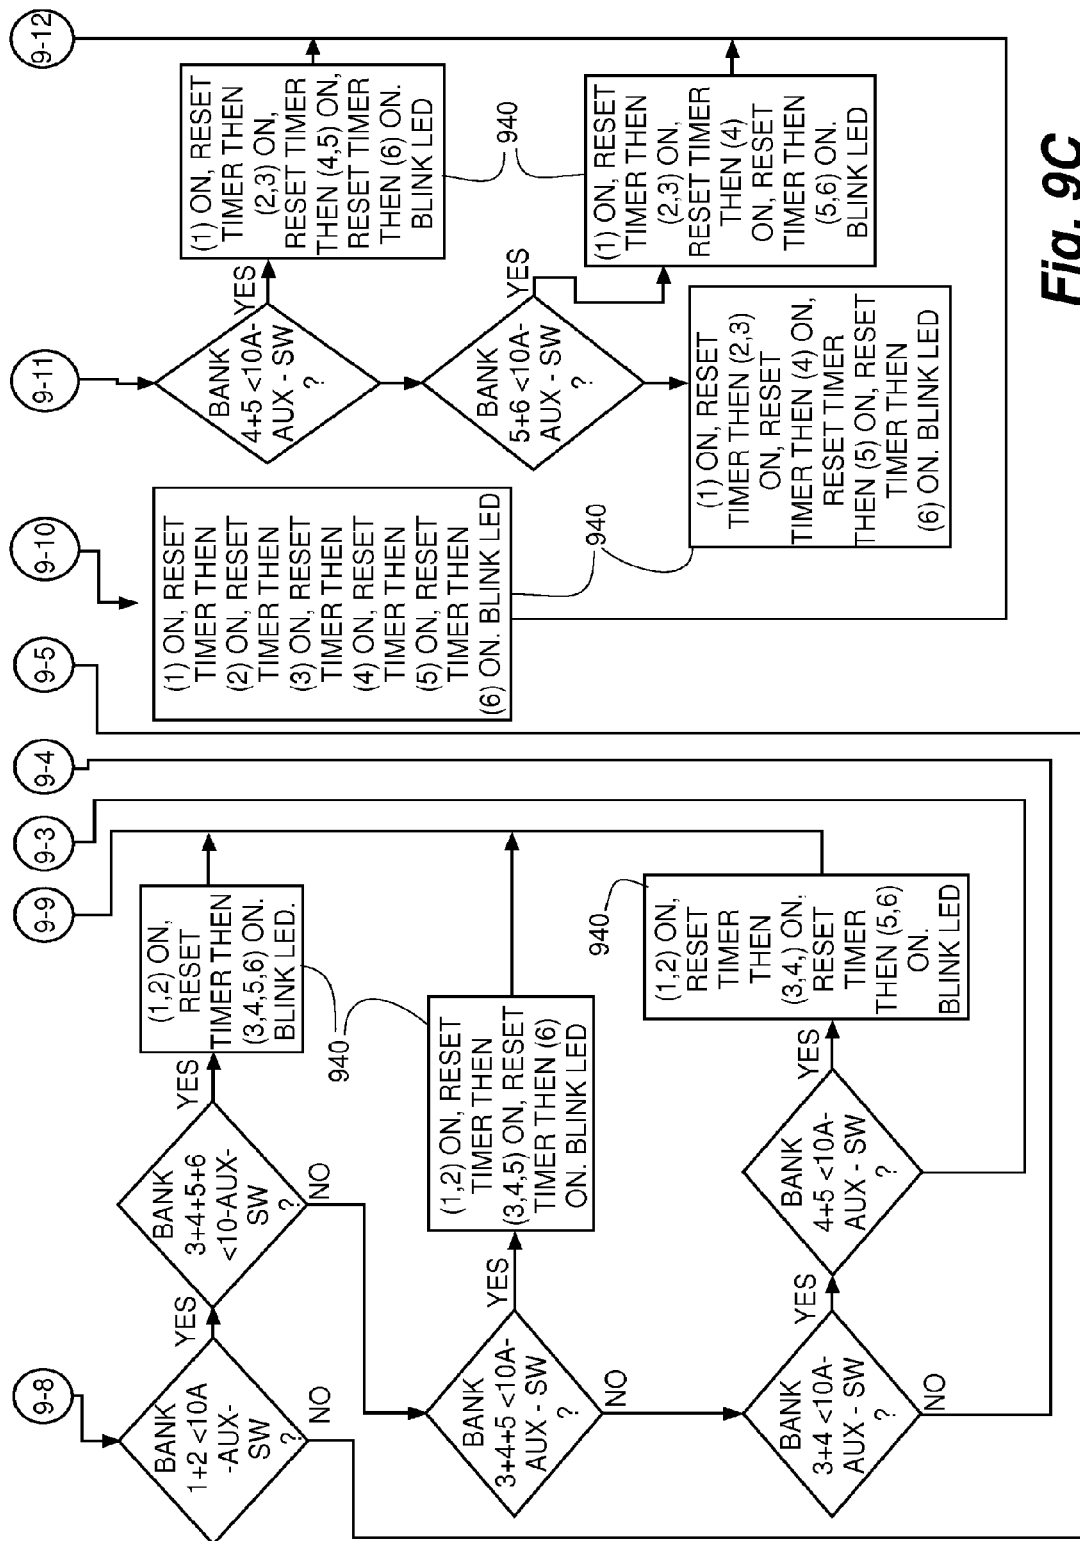 9-8
9-9
9-3
9-4
9-5
9-10
9-11
9-12
BANK
1+2 <10A
-AUX-
SW
?
YES
NO
BANK
3+4+5+6
<10-AUX-
SW
?
YES
NO
(1,2) ON,
RESET
TIMER THEN
(3,4,5,6) ON.
BLINK LED.
940
BANK
3+4+5 <10A-
AUX - SW
?
YES
NO
(1,2) ON, RESET
TIMER THEN
(3,4,5) ON, RESET
TIMER THEN (6)
ON. BLINK LED
BANK
3+4 <10A-
AUX - SW
?
YES
NO
BANK
4+5 <10A-
AUX - SW
?
YES
940
(1,2) ON,
RESET
TIMER
THEN
(3,4,) ON.
RESET
TIMER
THEN (5,6)
ON.
BLINK LED
(1) ON, RESET
TIMER THEN
(2) ON, RESET
TIMER THEN
(3) ON, RESET
TIMER THEN
(4) ON, RESET
TIMER THEN
(5) ON, RESET
TIMER THEN
(6) ON. BLINK LED
940
BANK
4+5 <10A-
AUX - SW
?
YES
(1) ON, RESET
TIMER THEN
(2,3) ON,
RESET TIMER
THEN (4,5) ON,
RESET TIMER
THEN (6) ON.
BLINK LED
940
BANK
5+6 <10A-
AUX - SW
?
YES
(1) ON, RESET
TIMER THEN
(2,3) ON,
RESET TIMER
THEN (4)
ON, RESET
TIMER THEN
(5,6) ON.
BLINK LED
(1) ON, RESET
TIMER THEN (2,3)
ON, RESET
TIMER THEN (4) ON,
RESET TIMER
THEN (5) ON, RESET
TIMER THEN
(6) ON. BLINK LED
Fig. 9C